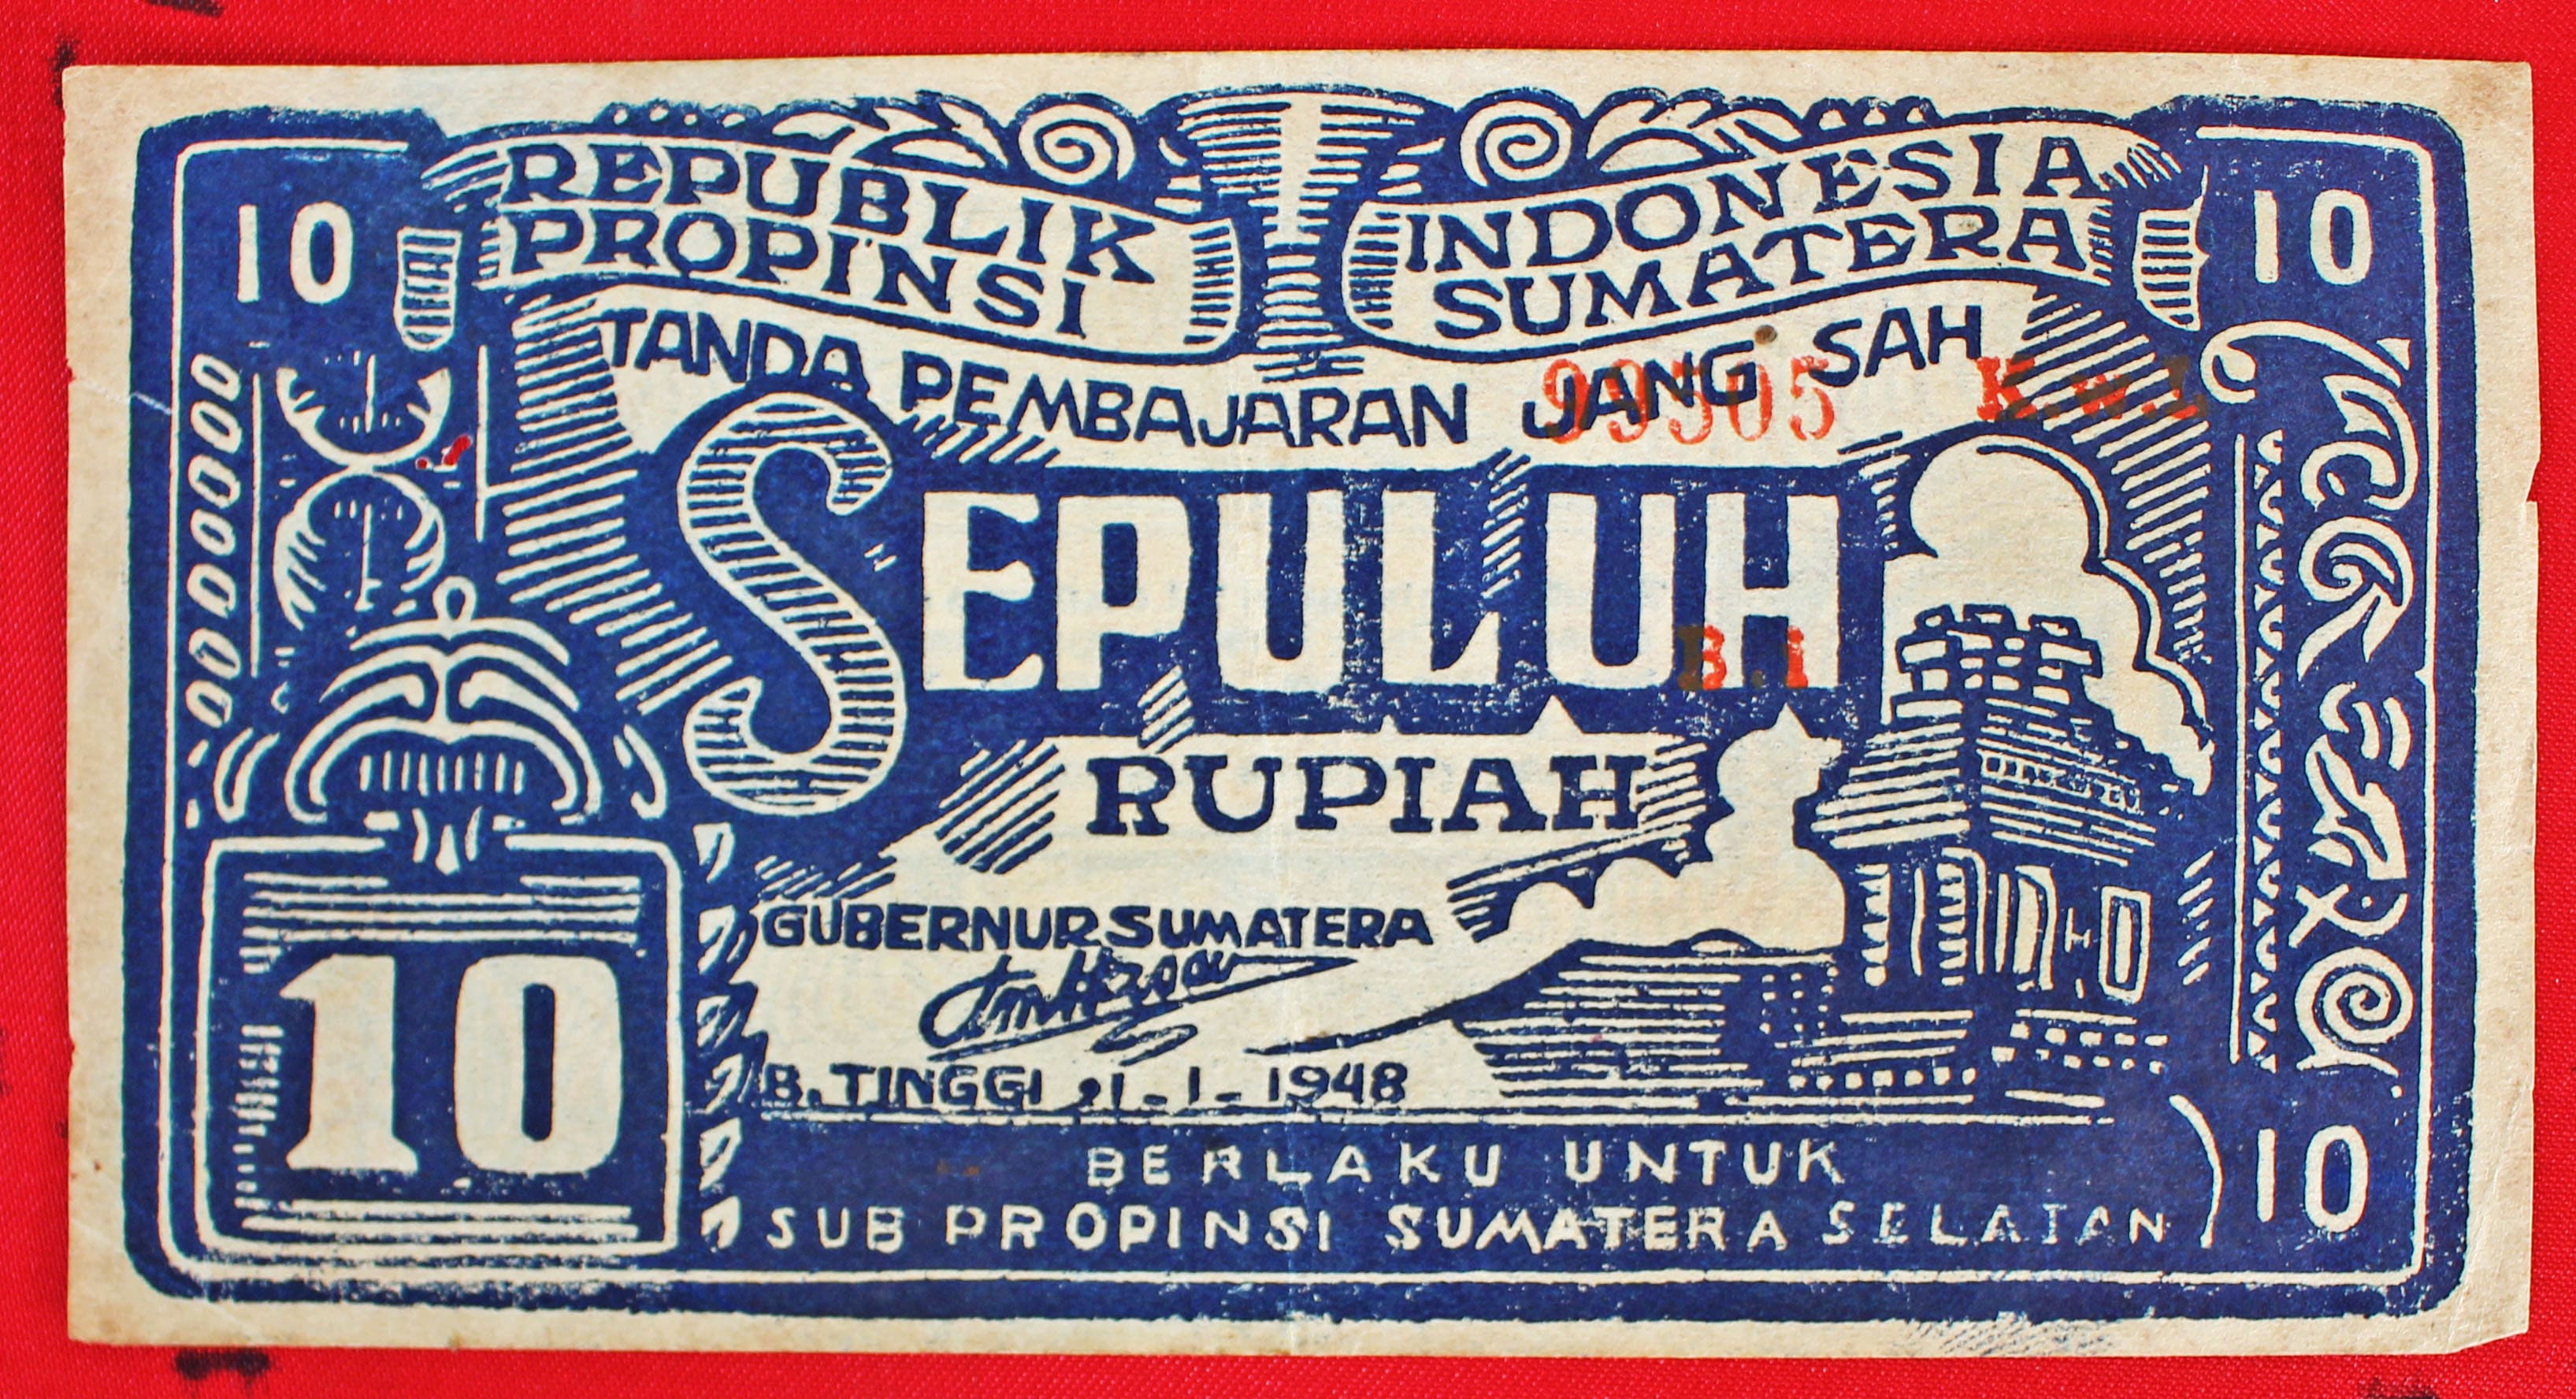 10
REPUBLIK INDONESIA
PROPINSI SUMATERA
10
TANDA PEMBAJARAN JANG SAH
99505 K.W.I
SEPULUH
B.I
RUPIAH
GUBERNUR SUMATERA
B. TINGGI, 1-1-1948
10
BERLAKU UNTUK
SUB PROPINSI SUMATERA SELATAN
10